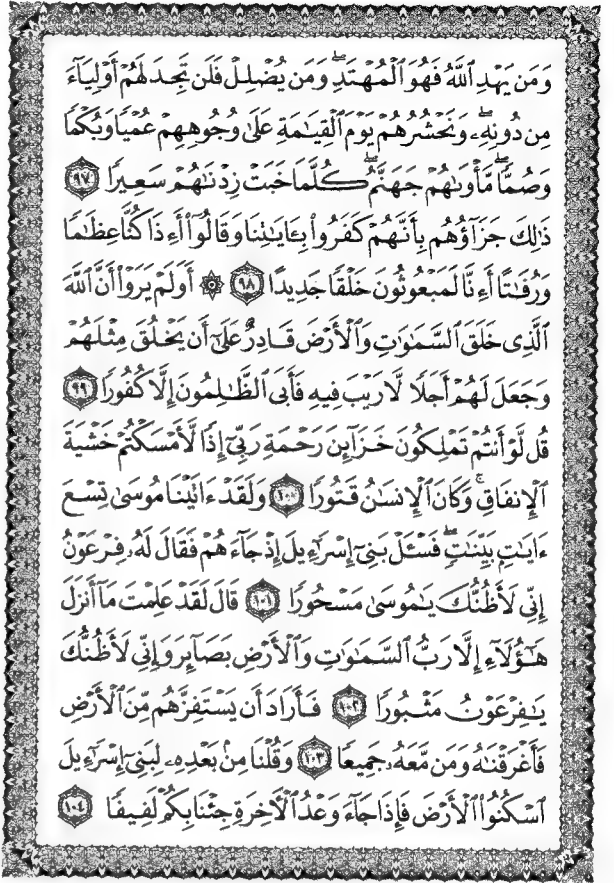 وَمَن يَهْدِ ٱللَّهُ فَهُوَ ٱلْمُهْتَدِ ۖ وَمَن يُضْلِلْ فَلَن تَجِدَ لَهُمْ أَوْلِيَآءَ
مِن دُونِهِۦ ۖ وَنَحْشُرُهُمْ يَوْمَ ٱلْقِيَٰمَةِ عَلَىٰ وُجُوهِهِمْ عُمْيًا وَبُكْمًا
وَصُمًّا ۖ مَّأْوَىٰهُمْ جَهَنَّمُ ۖ كُلَّمَا خَبَتْ زِدْنَٰهُمْ سَعِيرًا ۝٩٧
ذَٰلِكَ جَزَآؤُهُم بِأَنَّهُمْ كَفَرُوا۟ بِـَٔايَٰتِنَا وَقَالُوٓا۟ أَءِذَا كُنَّا عِظَٰمًا
وَرُفَٰتًا أَءِنَّا لَمَبْعُوثُونَ خَلْقًا جَدِيدًا ۝٩٨ ۞ أَوَلَمْ يَرَوْا۟ أَنَّ ٱللَّهَ
ٱلَّذِى خَلَقَ ٱلسَّمَٰوَٰتِ وَٱلْأَرْضَ قَادِرٌ عَلَىٰٓ أَن يَخْلُقَ مِثْلَهُمْ
وَجَعَلَ لَهُمْ أَجَلًا لَّا رَيْبَ فِيهِ فَأَبَى ٱلظَّٰلِمُونَ إِلَّا كُفُورًا ۝٩٩
قُل لَّوْ أَنتُمْ تَمْلِكُونَ خَزَآئِنَ رَحْمَةِ رَبِّىٓ إِذًا لَّأَمْسَكْتُمْ خَشْيَةَ
ٱلْإِنفَاقِ ۚ وَكَانَ ٱلْإِنسَٰنُ قَتُورًا ۝١٠٠ وَلَقَدْ ءَاتَيْنَا مُوسَىٰ تِسْعَ
ءَايَٰتٍۭ بَيِّنَٰتٍ ۖ فَسْـَٔلْ بَنِىٓ إِسْرَٰٓءِيلَ إِذْ جَآءَهُمْ فَقَالَ لَهُۥ فِرْعَوْنُ
إِنِّى لَأَظُنُّكَ يَٰمُوسَىٰ مَسْحُورًا ۝١٠١ قَالَ لَقَدْ عَلِمْتَ مَآ أَنزَلَ
هَٰٓؤُلَآءِ إِلَّا رَبُّ ٱلسَّمَٰوَٰتِ وَٱلْأَرْضِ بَصَآئِرَ وَإِنِّى لَأَظُنُّكَ
يَٰفِرْعَوْنُ مَثْبُورًا ۝١٠٢ فَأَرَادَ أَن يَسْتَفِزَّهُم مِّنَ ٱلْأَرْضِ
فَأَغْرَقْنَٰهُ وَمَن مَّعَهُۥ جَمِيعًا ۝١٠٣ وَقُلْنَا مِنۢ بَعْدِهِۦ لِبَنِىٓ إِسْرَٰٓءِيلَ
ٱسْكُنُوا۟ ٱلْأَرْضَ فَإِذَا جَآءَ وَعْدُ ٱلْءَاخِرَةِ جِئْنَا بِكُمْ لَفِيفًا ۝١٠٤